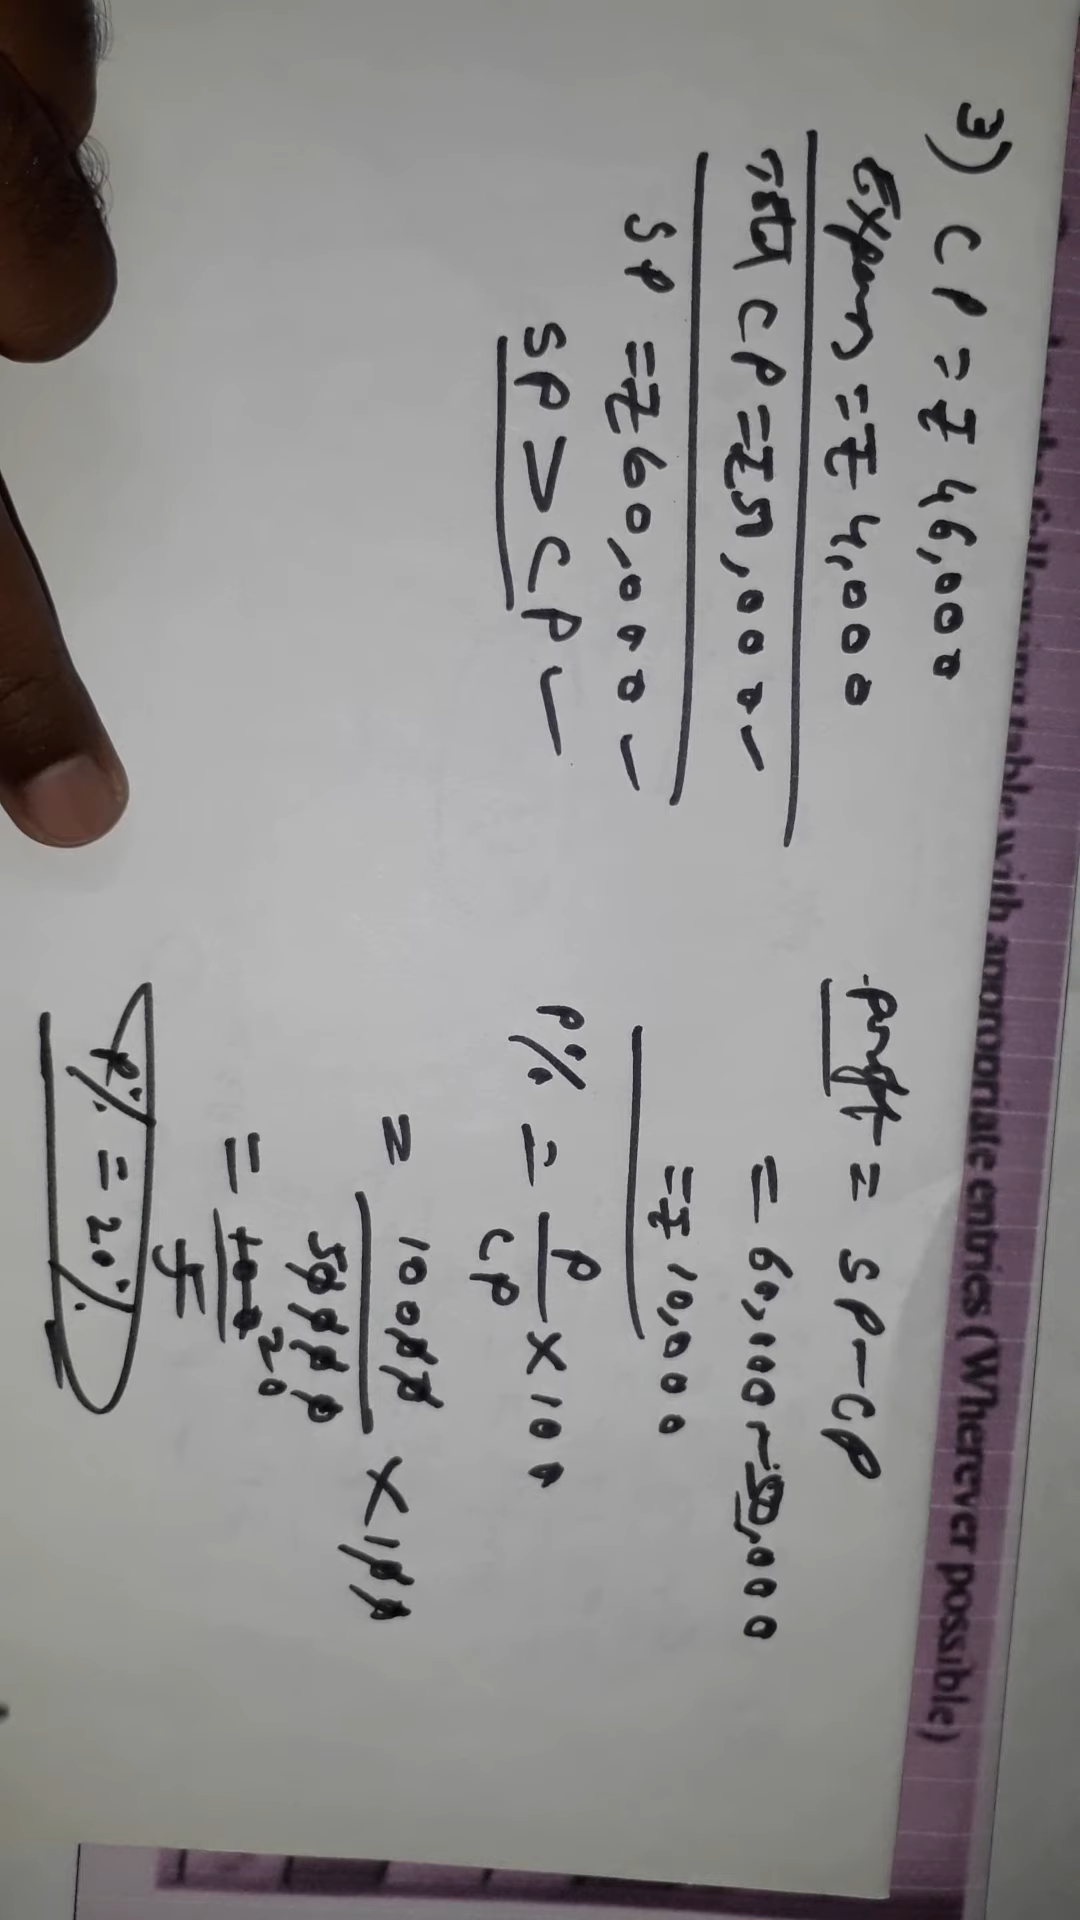 3) CP = ₹ 46,000
Expens = ₹ 4,000
Total CP = ₹ 50,000
SP = ₹ 60,000
SP > CP
Profit = SP - CP
= 60,000 - 50,000
= ₹ 10,000
P% = P/CP × 100
= 10000/50000 × 100
= 100/5 20
P% = 20%
the following table with appropriate entries (Wherever possible)